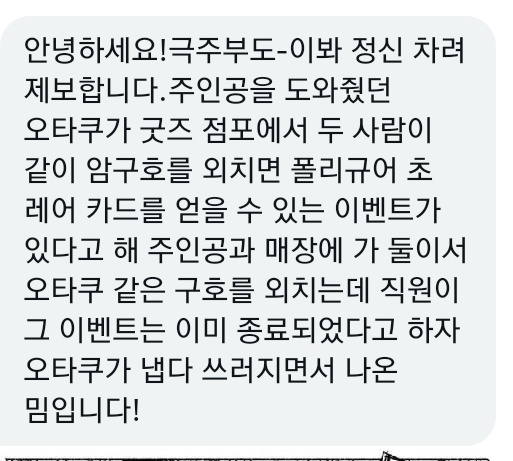 안녕하세요!극주부도-이봐 정신 차려
제보합니다.주인공을 도와줬던
오타쿠가 굿즈 점포에서 두 사람이
같이 암구호를 외치면 폴리큐어 초
레어 카드를 얻을 수 있는 이벤트가
있다고 해 주인공과 매장에 가 둘이서
오타쿠 같은 구호를 외치는데 직원이
그 이벤트는 이미 종료되었다고 하자
오타쿠가 냅다 쓰러지면서 나온
밈입니다!